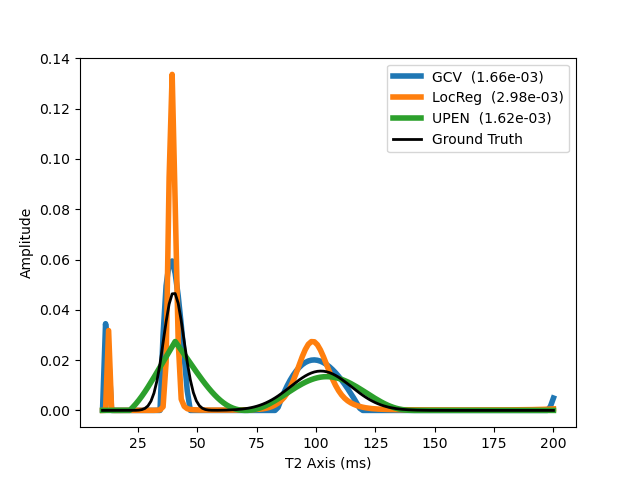 0.14
0.12
0.10
0.08
0.06
0.04
0.02
0.00
Amplitude
GCV (1.66e-03)
LocReg (2.98e-03)
UPEN (1.62e-03)
Ground Truth
25 50 75 100 125 150 175 200
T2 Axis (ms)